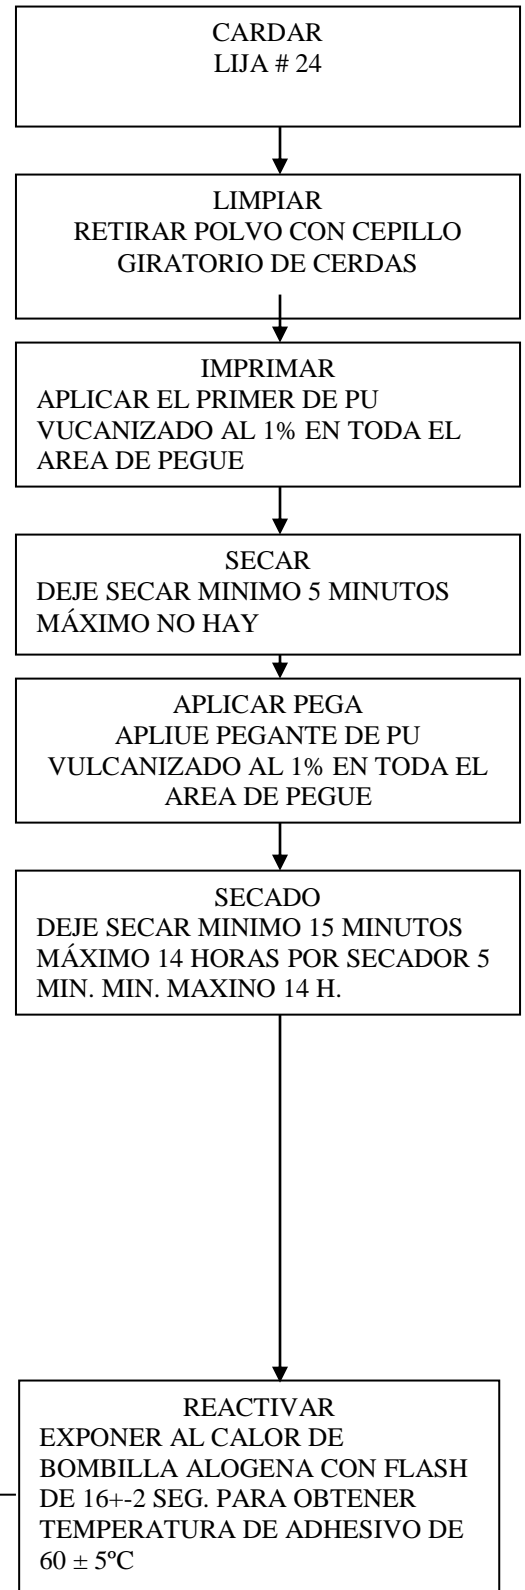 CARDAR
LIJA # 24
LIMPIAR
RETIRAR POLVO CON CEPILLO
GIRATORIO DE CERDAS
IMPRIMAR
APLICAR EL PRIMER DE PU
VUCANIZADO AL 1% EN TODA EL
AREA DE PEGUE
SECAR
DEJE SECAR MINIMO 5 MINUTOS
MÁXIMO NO HAY
APLICAR PEGA
APLIUE PEGANTE DE PU
VULCANIZADO AL 1% EN TODA EL
AREA DE PEGUE
SECADO
DEJE SECAR MINIMO 15 MINUTOS
MÁXIMO 14 HORAS POR SECADOR 5
MIN. MIN. MAXINO 14 H.
REACTIVAR
EXPONER AL CALOR DE
BOMBILLA ALOGENA CON FLASH
DE 16+-2 SEG. PARA OBTENER
TEMPERATURA DE ADHESIVO DE
60 ± 5ºC